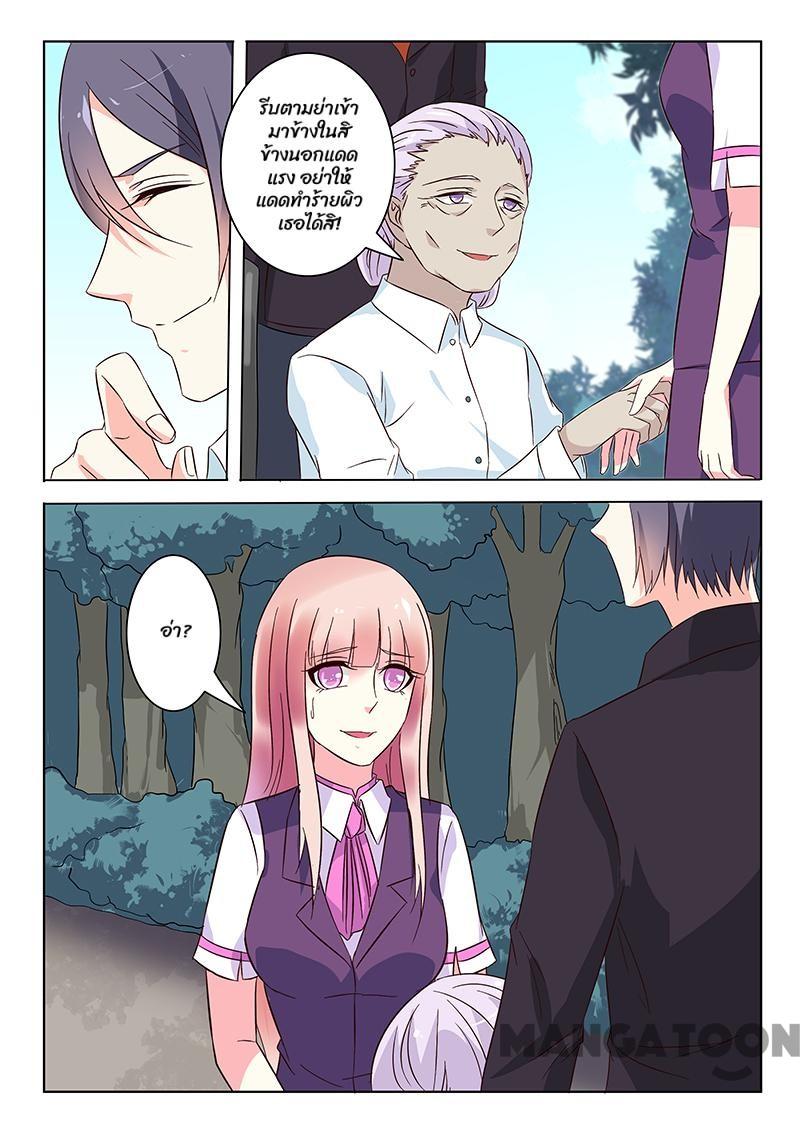 รีบตามย่าเข้า
มาข้างในสิ
ข้างนอกแดด
แรง อย่าให้
แดดทำร้ายผิว
เธอได้สิ!
อ่า?
MANGATOON